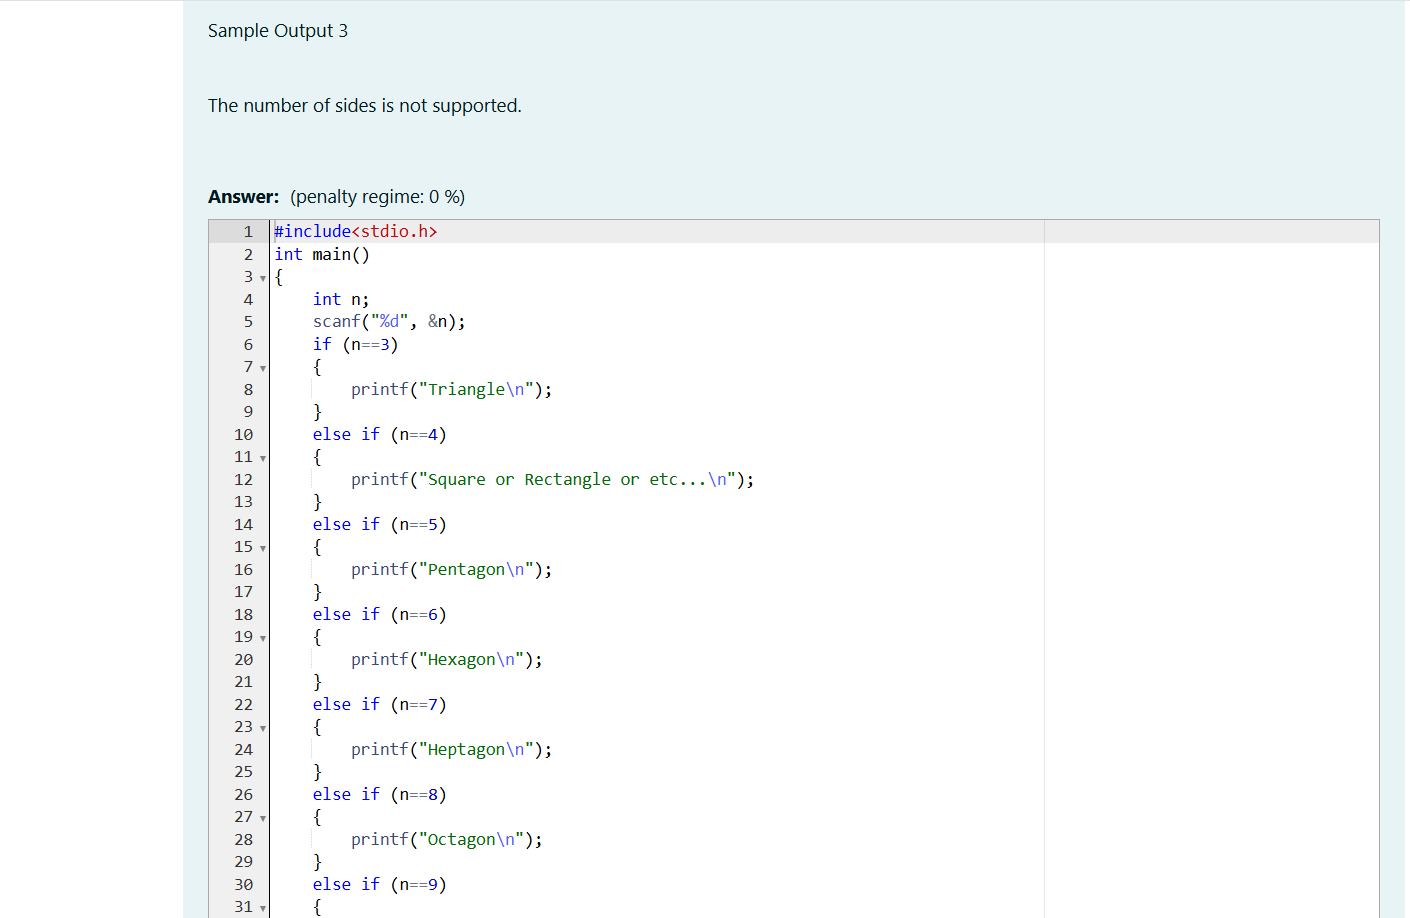 Sample Output 3
The number of sides is not supported.
Answer: (penalty regime: 0 %)
1 #include<stdio.h>
2 int main()
3 {
4 int n;
5 scanf("%d", &n);
6 if (n==3)
7 {
8 printf("Triangle\n");
9 }
10 else if (n==4)
11 {
12 printf("Square or Rectangle or etc...\n");
13 }
14 else if (n==5)
15 {
16 printf("Pentagon\n");
17 }
18 else if (n==6)
19 {
20 printf("Hexagon\n");
21 }
22 else if (n==7)
23 {
24 printf("Heptagon\n");
25 }
26 else if (n==8)
27 {
28 printf("Octagon\n");
29 }
30 else if (n==9)
31 {